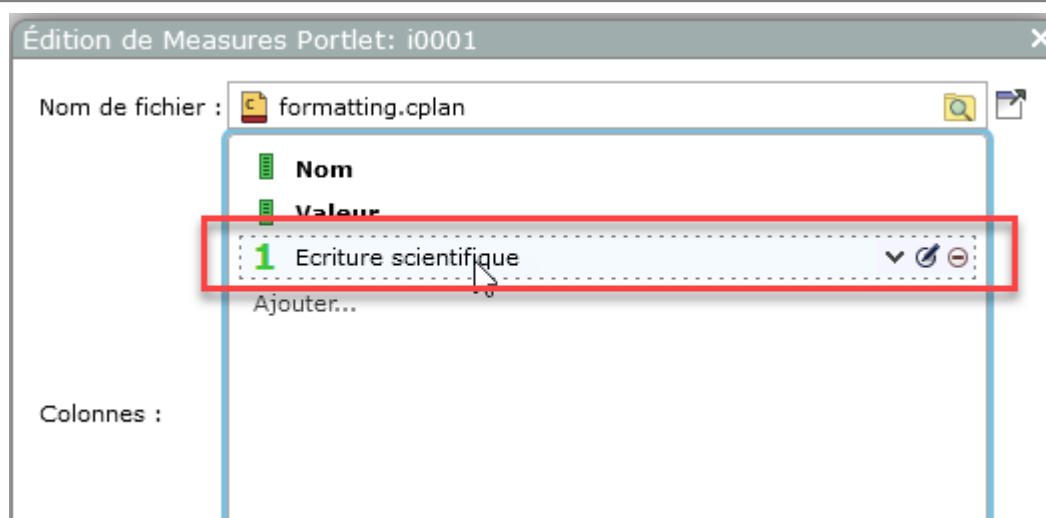 Édition de Measures Portlet: i0001
Nom de fichier : formatting.cplan
Nom
Valeur
1 Ecriture scientifique
Ajouter...
Colonnes :